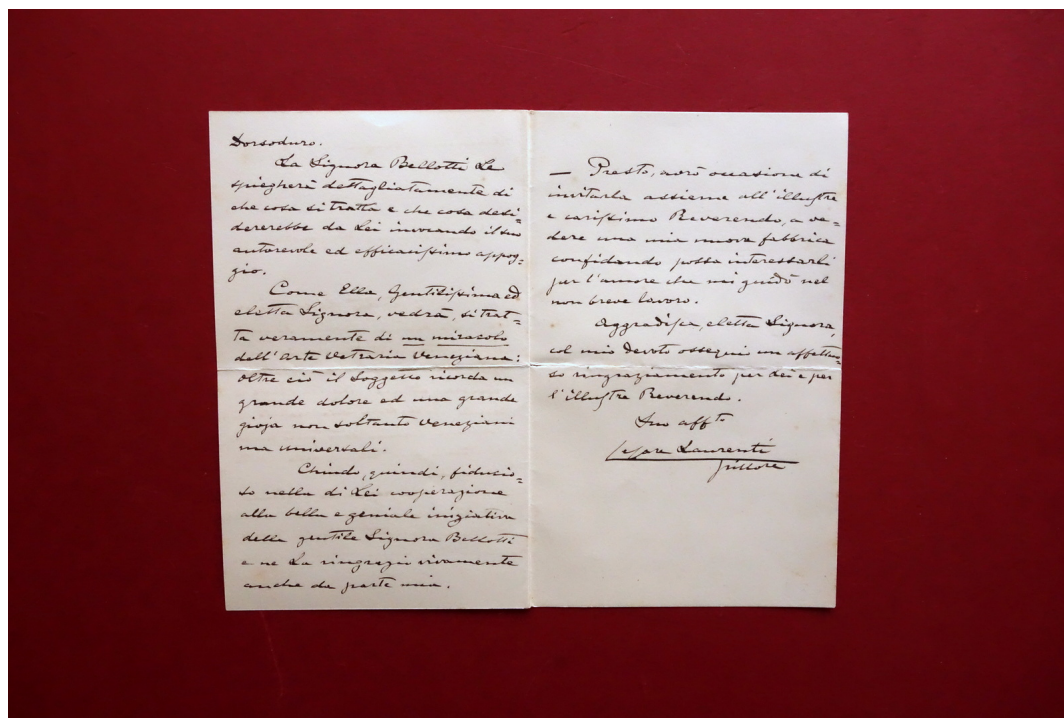 Dorsoduro.
La Signora Bellotti Le
spiegherà dettagliatamente di
che cosa si tratta e che cosa desi=
dererebbe da Lei invocando il suo
autorevole ed efficacissimo appog=
gio.
Come Ella, Gentilissima ed
eletta Signora, vedrà, si trat=
ta veramente di un miracolo
dell'Arte Vetraria Veneziana:
oltre ciò il Soggetto ricorda un
grande dolore ed una grande
gioja non soltanto Veneziani
ma universali.
Chiudo, quindi, fiducio=
so nella di Lei cooperazione
alla bella e geniale iniziativa
della gentile Signora Bellotti
e ne La ringrazio vivamente
anche da parte mia.
— Presto, avrò occasione di
invitarla assieme all'illustre
e carissimo Reverendo, a ve=
dere una mia nuova fabbrica
confidando possa interessarli
per l'amore che mi guidò nel
non breve lavoro.
Aggradisca, eletta Signora,
col mio devoto ossequio un affettuo=
so ringraziamento per Lei e per
l'illustre Reverendo.
Suo aff.to
Cesare Laurenti
pittore